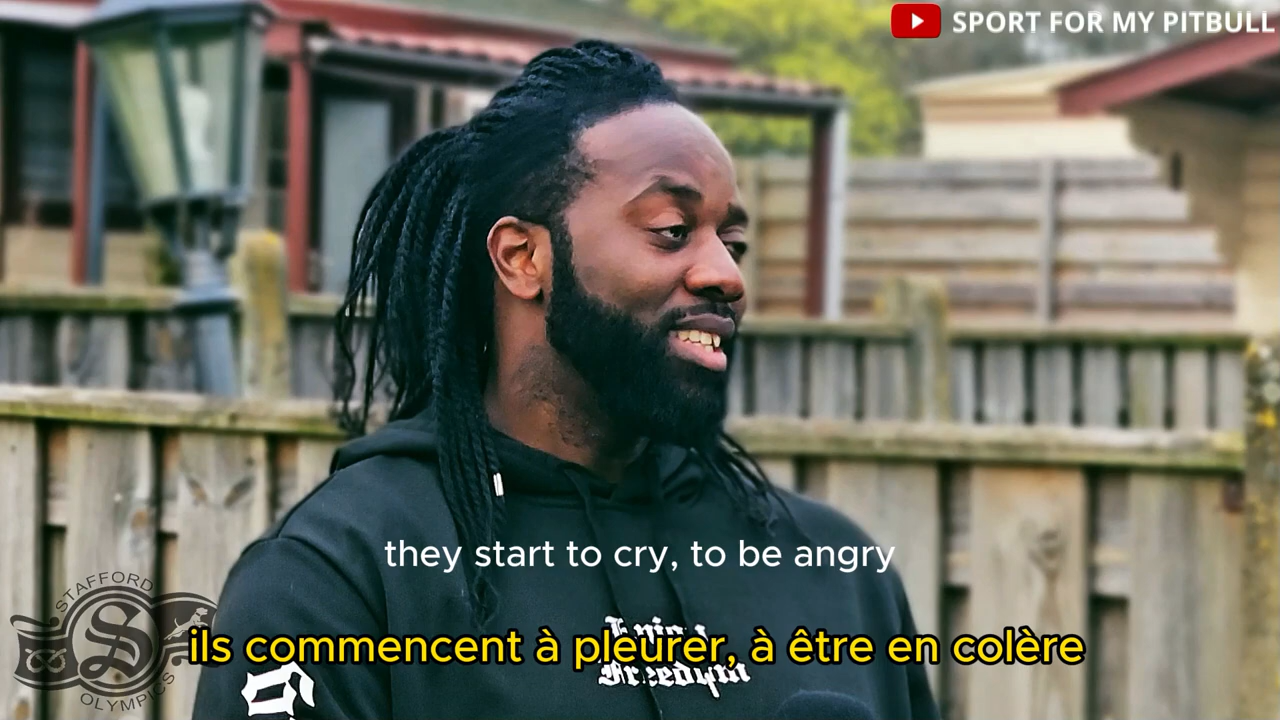 SPORT FOR MY PITBULL
they start to cry, to be angry
ils commencent à pleurer, à être en colère
STAFFORD
S
OLYMPICS
Freedom